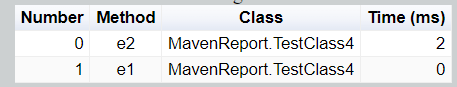 Number Method Class Time (ms)
0 e2 MavenReport.TestClass4 2
1 e1 MavenReport.TestClass4 0